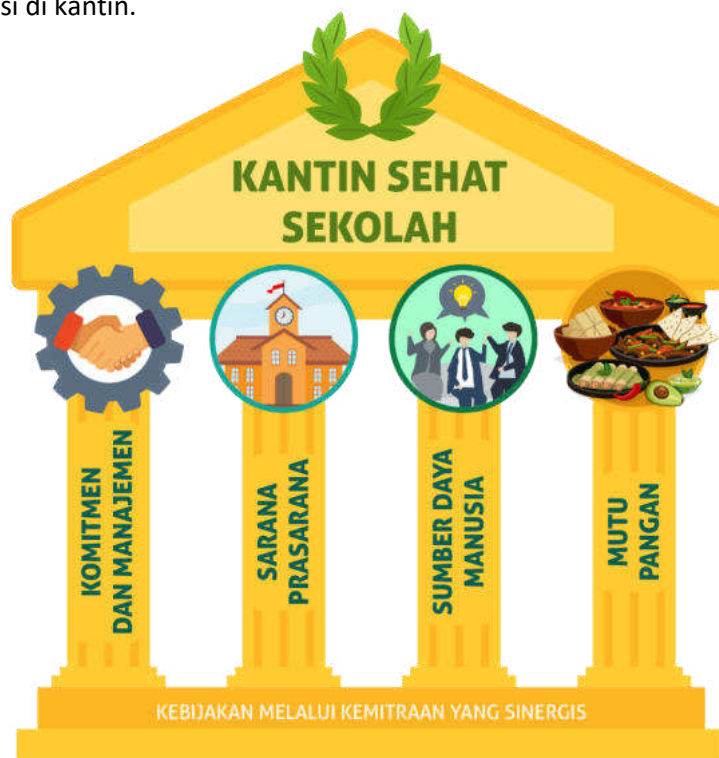 si di kantin.
KANTIN SEHAT
SEKOLAH
KOMITMEN
DAN MANAJEMEN
SARANA
PRASARANA
SUMBER DAYA
MANUSIA
MUTU
PANGAN
KEBIJAKAN MELALUI KEMITRAAN YANG SINERGIS